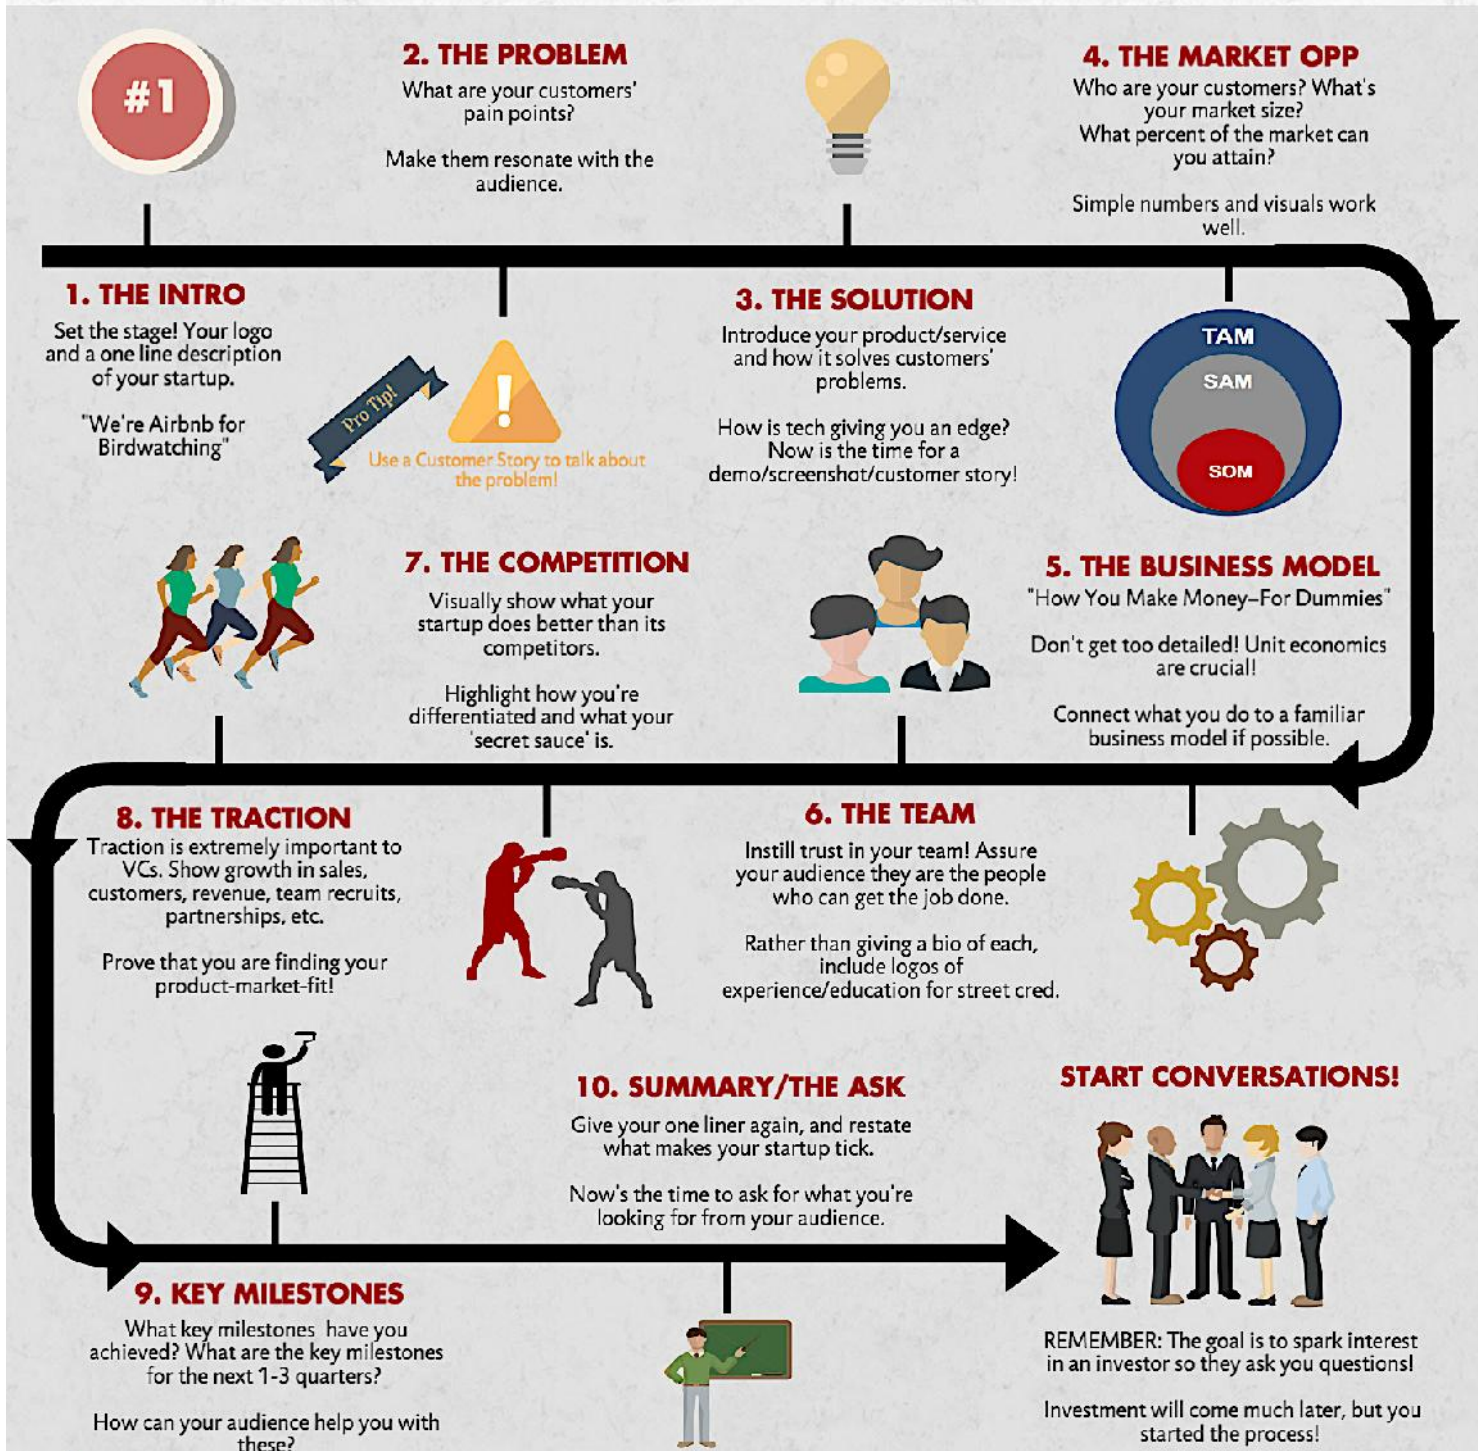 #1
1. THE INTRO
Set the stage! Your logo
and a one line description
of your startup.
"We're Airbnb for
Birdwatching"
2. THE PROBLEM
What are your customers'
pain points?
Make them resonate with the
audience.
Pro Tip!
Use a Customer Story to talk about
the problem!
3. THE SOLUTION
Introduce your product/service
and how it solves customers'
problems.
How is tech giving you an edge?
Now is the time for a
demo/screenshot/customer story!
4. THE MARKET OPP
Who are your customers? What's
your market size?
What percent of the market can
you attain?
Simple numbers and visuals work
well.
TAM
SAM
SOM
5. THE BUSINESS MODEL
"How You Make Money–For Dummies"
Don't get too detailed! Unit economics
are crucial!
Connect what you do to a familiar
business model if possible.
6. THE TEAM
Instill trust in your team! Assure
your audience they are the people
who can get the job done.
Rather than giving a bio of each,
include logos of
experience/education for street cred.
7. THE COMPETITION
Visually show what your
startup does better than its
competitors.
Highlight how you're
differentiated and what your
'secret sauce' is.
8. THE TRACTION
Traction is extremely important to
VCs. Show growth in sales,
customers, revenue, team recruits,
partnerships, etc.
Prove that you are finding your
product-market-fit!
9. KEY MILESTONES
What key milestones have you
achieved? What are the key milestones
for the next 1-3 quarters?
How can your audience help you with
these?
10. SUMMARY/THE ASK
Give your one liner again, and restate
what makes your startup tick.
Now's the time to ask for what you're
looking for from your audience.
START CONVERSATIONS!
REMEMBER: The goal is to spark interest
in an investor so they ask you questions!
Investment will come much later, but you
started the process!